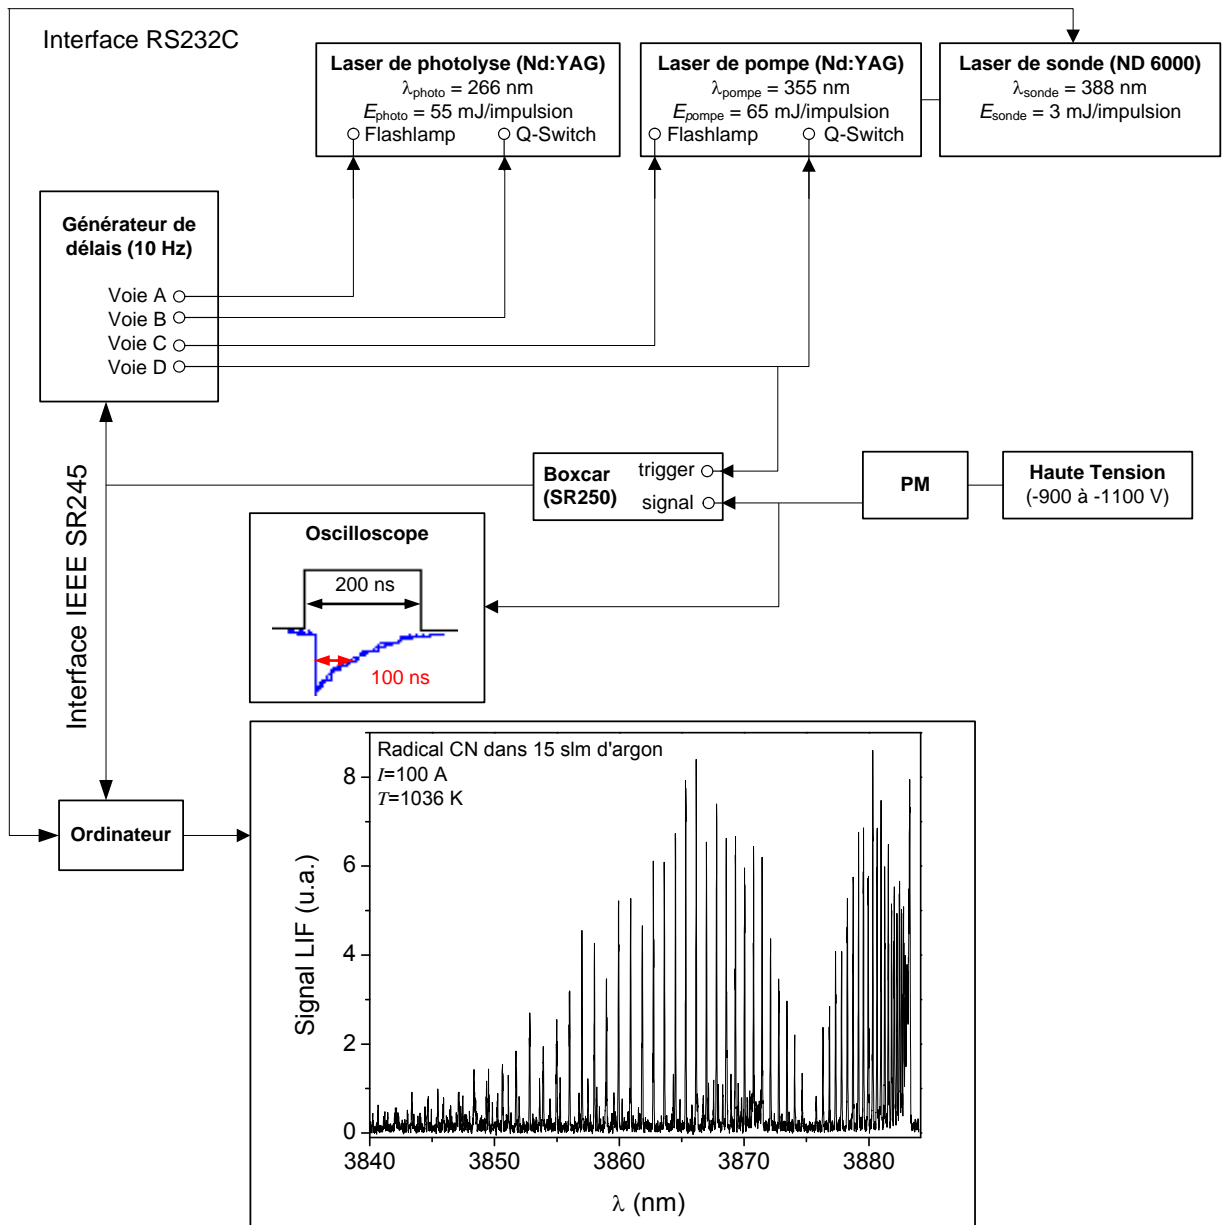 Interface RS232C
Laser de photolyse (Nd:YAG)
λphoto = 266 nm
Ephoto = 55 mJ/impulsion
Flashlamp
Q-Switch
Laser de pompe (Nd:YAG)
λpompe = 355 nm
Epompe = 65 mJ/impulsion
Flashlamp
Q-Switch
Laser de sonde (ND 6000)
λsonde = 388 nm
Esonde = 3 mJ/impulsion
Générateur de
délais (10 Hz)
Voie A
Voie B
Voie C
Voie D
Interface IEEE SR245
Boxcar
(SR250)
trigger
signal
PM
Haute Tension
(-900 à -1100 V)
Oscilloscope
200 ns
100 ns
Ordinateur
Radical CN dans 15 slm d'argon
I=100 A
T=1036 K
Signal LIF (u.a.)
8
6
4
2
0
3840 3850 3860 3870 3880
λ (nm)